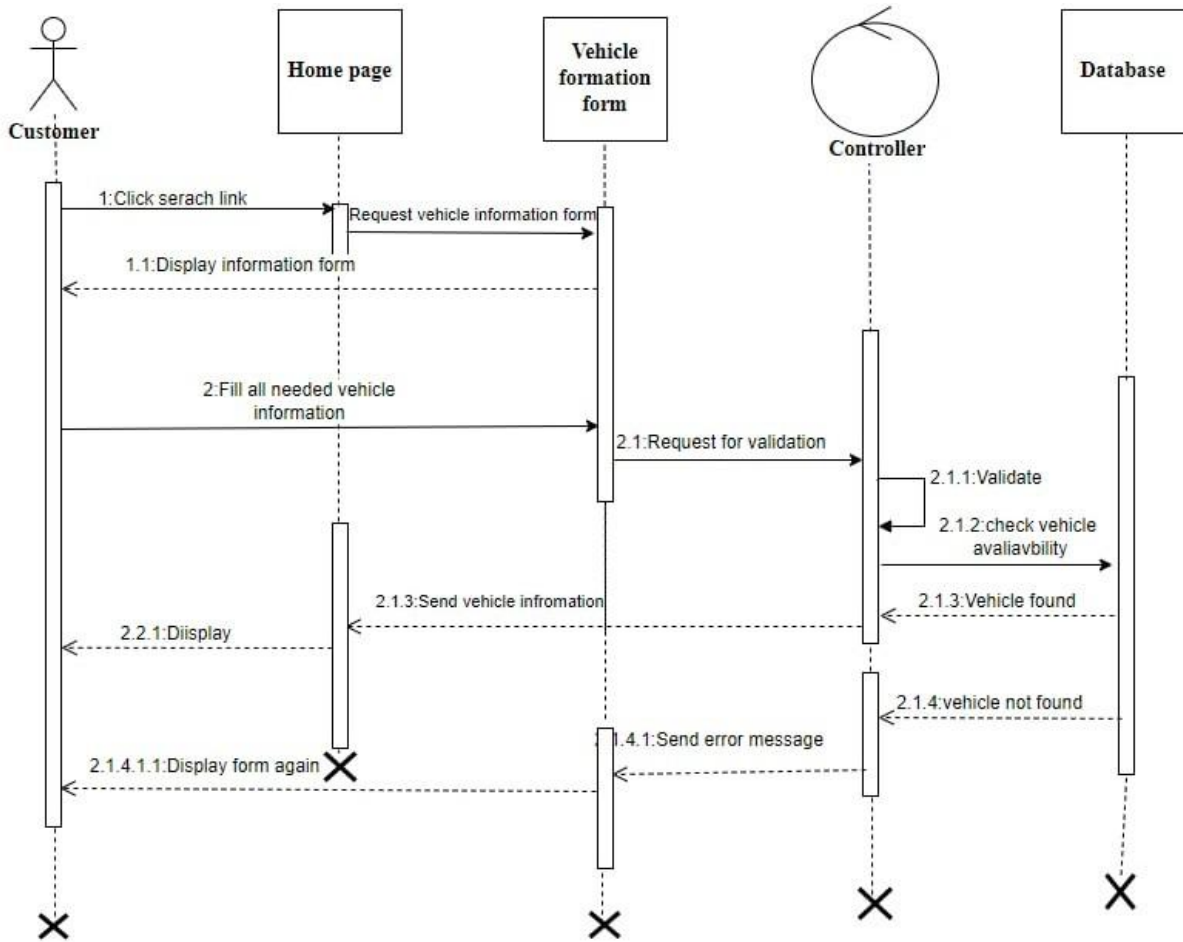 Customer
Home page
Vehicle
formation
form
Controller
Database
1:Click serach link
Request vehicle information form
1.1:Display information form
2:Fill all needed vehicle
information
2.1:Request for validation
2.1.1:Validate
2.1.2:check vehicle
avaliavbility
2.1.3:Send vehicle infromation
2.1.3:Vehicle found
2.2.1:Diisplay
2.1.4:vehicle not found
.1.4.1:Send error message
2.1.4.1.1:Display form again